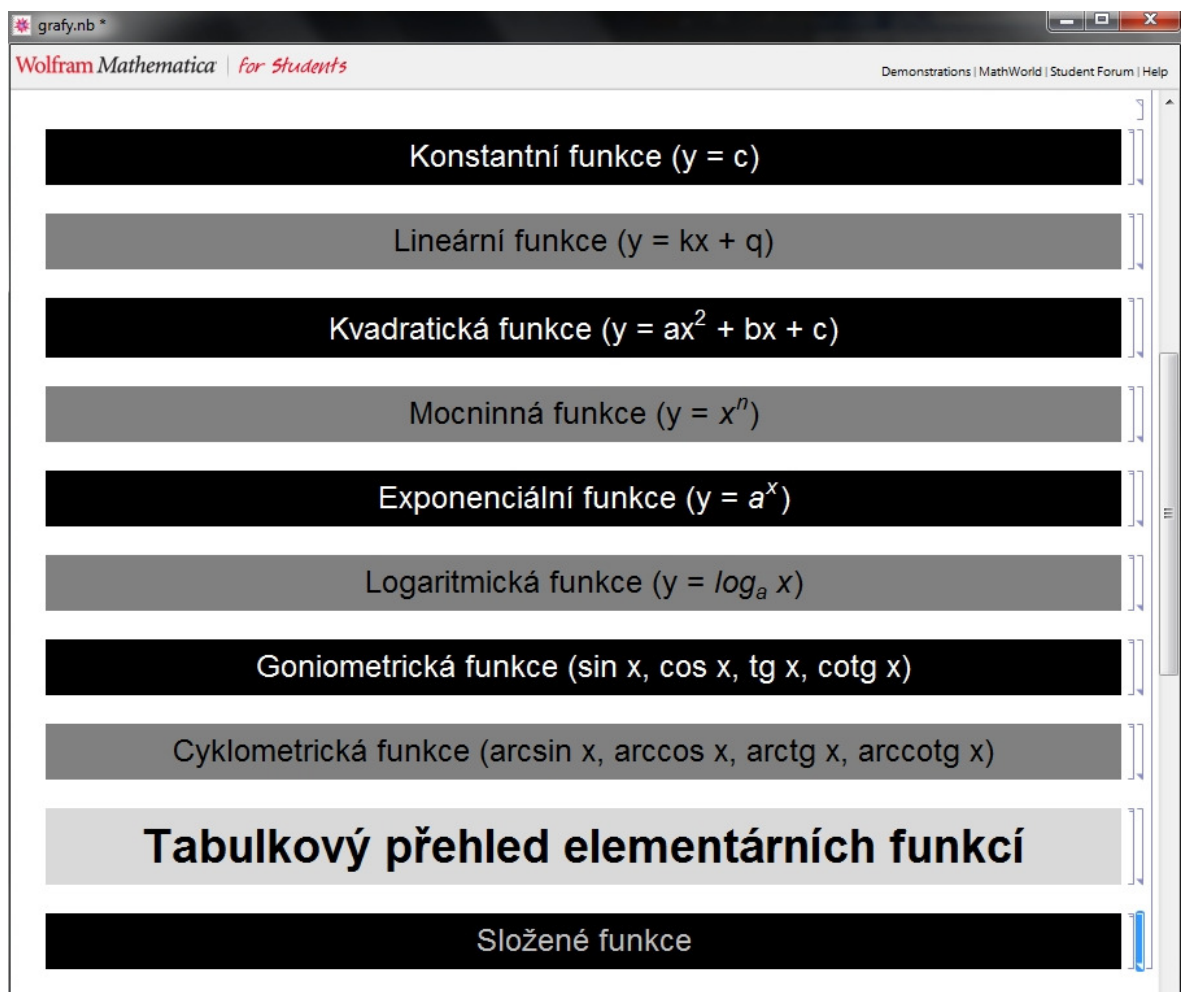 grafy.nb *
Wolfram Mathematica | for Students
Demonstrations | MathWorld | Student Forum | Help
Konstantní funkce (y = c)
Lineární funkce (y = kx + q)
Kvadratická funkce (y = ax² + bx + c)
Mocninná funkce (y = xⁿ)
Exponenciální funkce (y = aˣ)
Logaritmická funkce (y = logₐ x)
Goniometrická funkce (sin x, cos x, tg x, cotg x)
Cyklometrická funkce (arcsin x, arccos x, arctg x, arccotg x)
Tabulkový přehled elementárních funkcí
Složené funkce